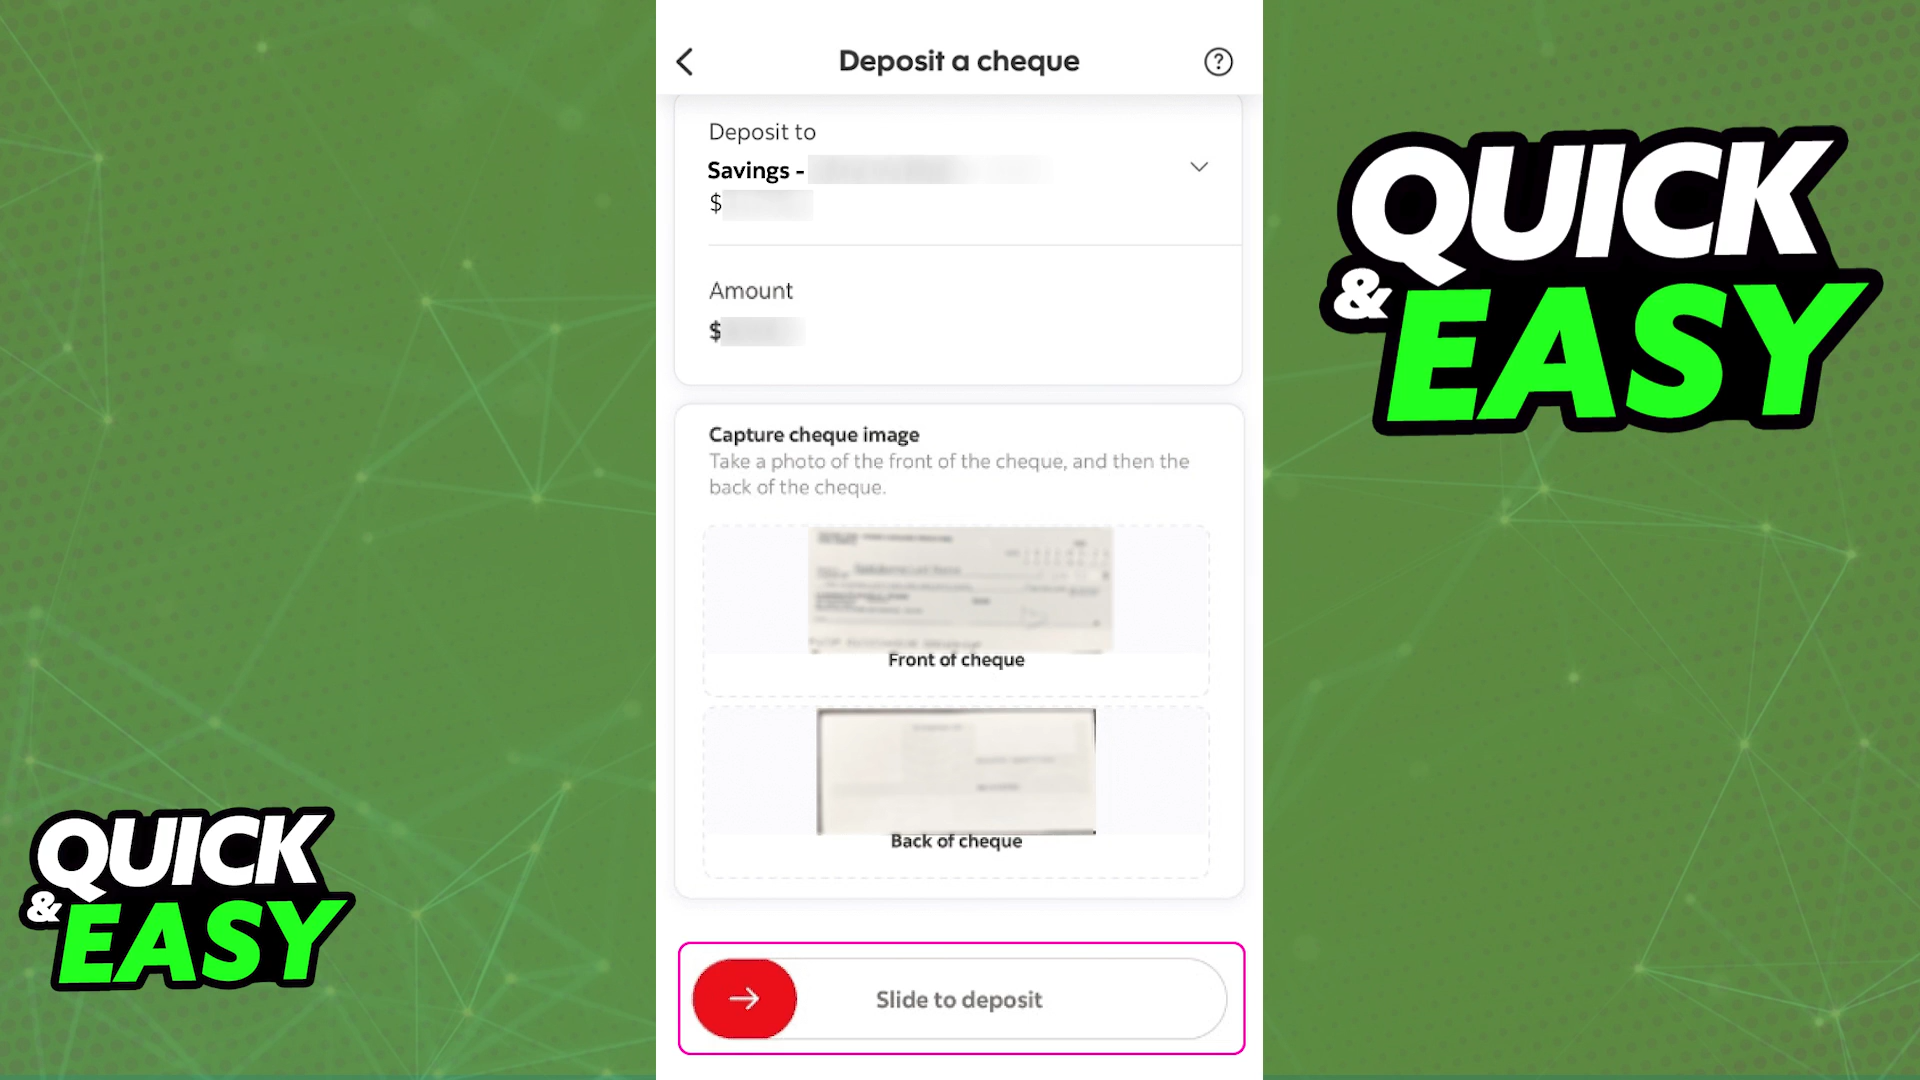 Deposit a cheque
?
Deposit to
Savings -
$
Amount
$
Capture cheque image
Take a photo of the front of the cheque, and then the
back of the cheque.
Front of cheque
Back of cheque
Slide to deposit
QUICK
& EASY
QUICK
& EASY